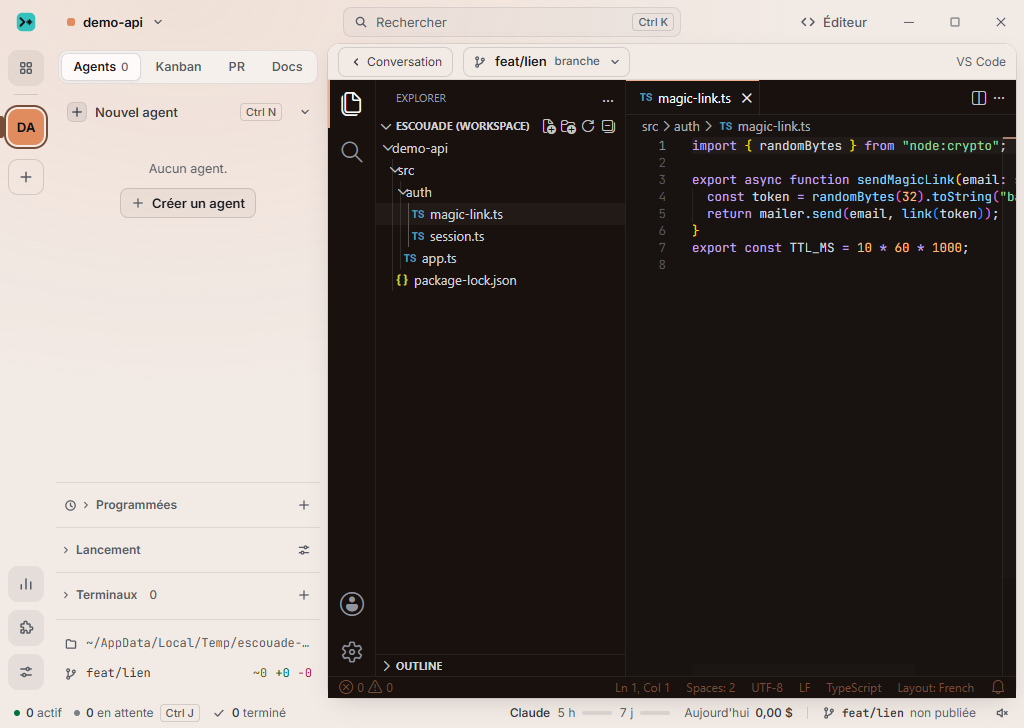 demo-api
Rechercher
Ctrl K
Éditeur
Agents 0
Kanban
PR
Docs
Conversation
feat/lien branche
VS Code
DA
Nouvel agent
Ctrl N
Aucun agent.
Créer un agent
EXPLORER
ESCOUADE (WORKSPACE)
demo-api
src
auth
TS magic-link.ts
TS session.ts
TS app.ts
{} package-lock.json
OUTLINE
TS magic-link.ts
src > auth > TS magic-link.ts
1 import { randomBytes } from "node:crypto";
2
3 export async function sendMagicLink(email:
4 const token = randomBytes(32).toString("ba
5 return mailer.send(email, link(token));
6 }
7 export const TTL_MS = 10 * 60 * 1000;
8
Programmées
Lancement
Terminaux 0
~/AppData/Local/Temp/escouade-…
feat/lien
~0 +0 -0
0 0
Ln 1, Col 1
Spaces: 2
UTF-8
LF
TypeScript
Layout: French
0 actif
0 en attente
Ctrl J
0 terminé
Claude 5 h
7 j
Aujourd'hui 0,00 $
feat/lien non publiée